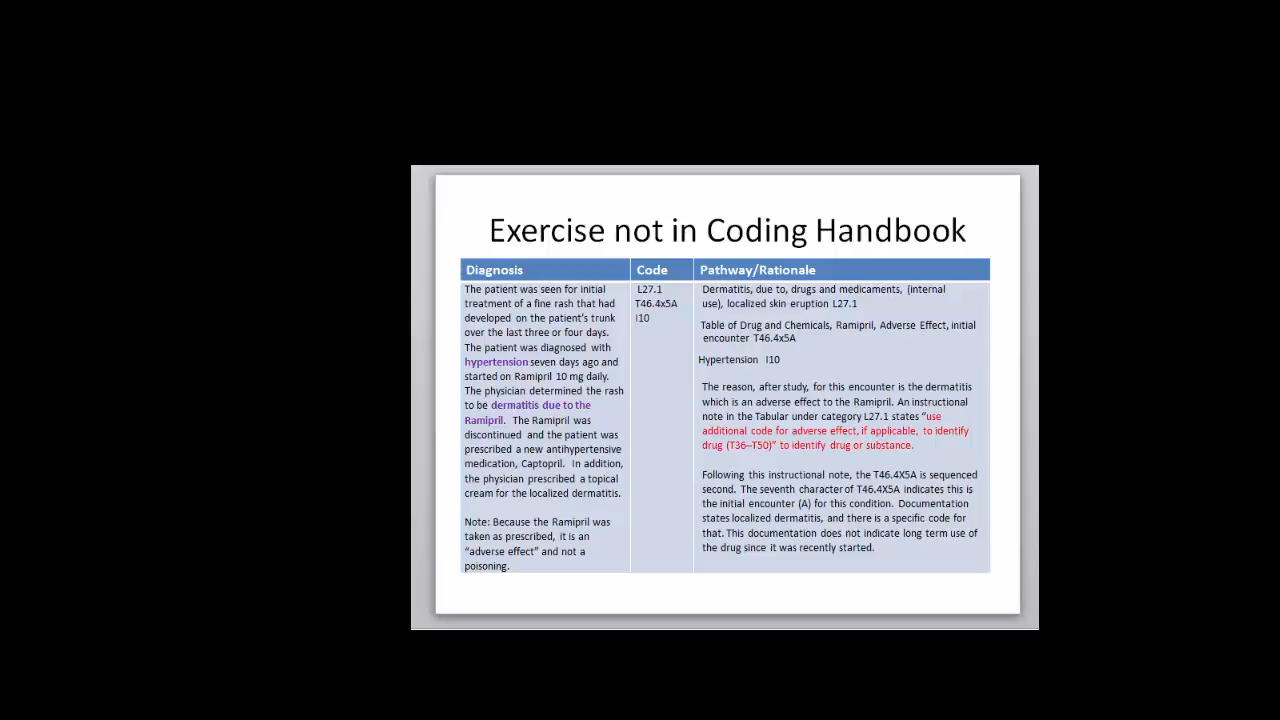 Exercise not in Coding Handbook
Diagnosis
Code
Pathway/Rationale
The patient was seen for initial
treatment of a fine rash that had
developed on the patient's trunk
over the last three or four days.
The patient was diagnosed with
hypertension seven days ago and
started on Ramipril 10 mg daily.
The physician determined the rash
to be dermatitis due to the
Ramipril. The Ramipril was
discontinued and the patient was
prescribed a new antihypertensive
medication, Captopril. In addition,
the physician prescribed a topical
cream for the localized dermatitis.
Note: Because the Ramipril was
taken as prescribed, it is an
“adverse effect” and not a
poisoning.
L27.1
T46.4x5A
I10
Dermatitis, due to, drugs and medicaments, (internal
use), localized skin eruption L27.1
Table of Drug and Chemicals, Ramipril, Adverse Effect, initial
encounter T46.4x5A
Hypertension I10
The reason, after study, for this encounter is the dermatitis
which is an adverse effect to the Ramipril. An instructional
note in the Tabular under category L27.1 states “use
additional code for adverse effect, if applicable, to identify
drug (T36–T50)” to identify drug or substance.
Following this instructional note, the T46.4X5A is sequenced
second. The seventh character of T46.4X5A indicates this is
the initial encounter (A) for this condition. Documentation
states localized dermatitis, and there is a specific code for
that. This documentation does not indicate long term use of
the drug since it was recently started.